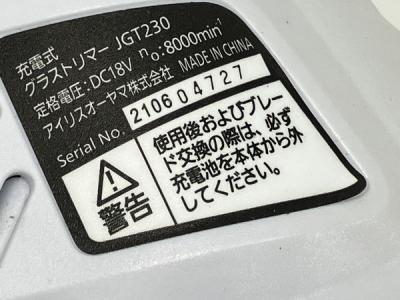 充電式
グラストリマー JGT230
定格電圧:DC18V n₀:8000min⁻¹
アイリスオーヤマ株式会社 MADE IN CHINA
Serial No. 210604727
警告
使用後およびブレー
ド交換の際は、必ず
充電池を本体から外
してください。